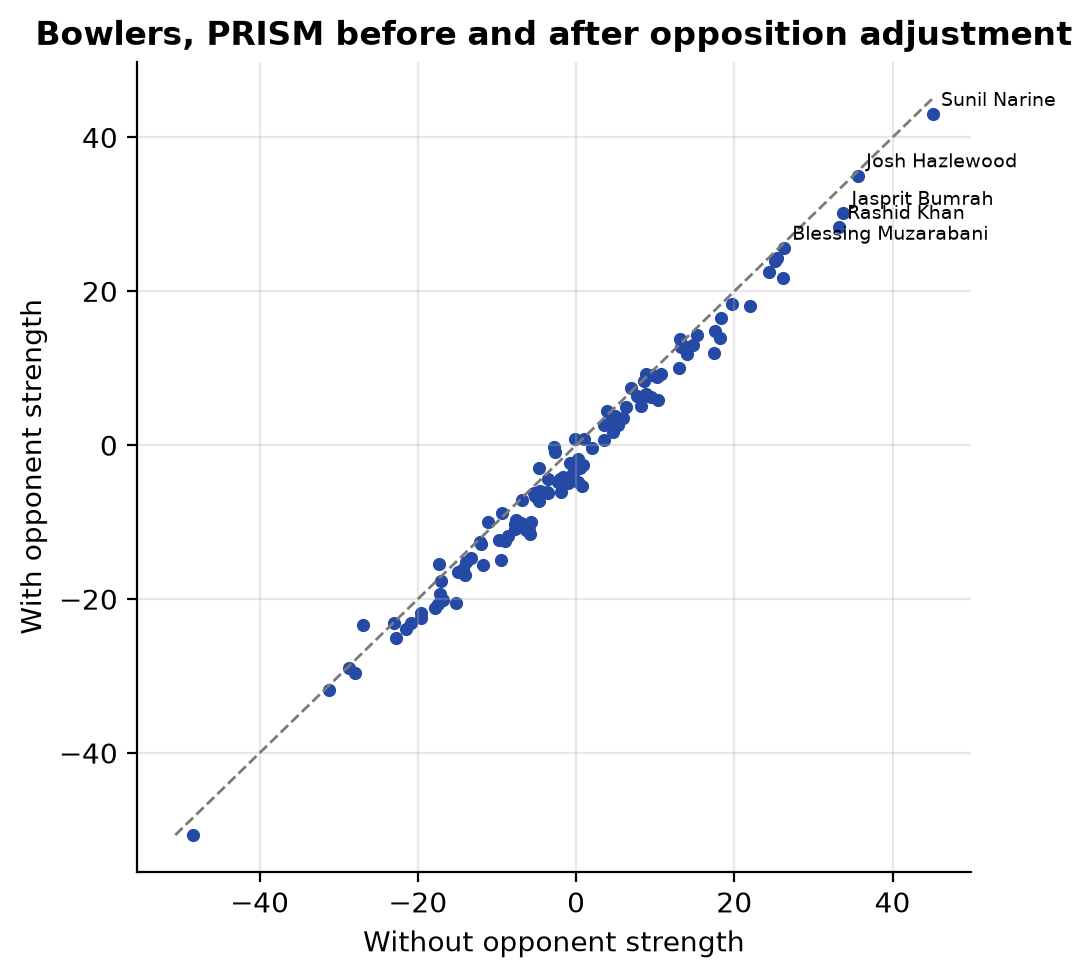 Bowlers, PRISM before and after opposition adjustment
Sunil Narine
Josh Hazlewood
Jasprit Bumrah
Rashid Khan
Blessing Muzarabani
With opponent strength
40
20
0
−20
−40
−40
−20
0
20
40
Without opponent strength